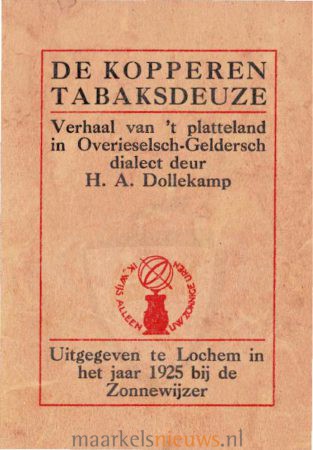 DE KOPPEREN
TABAKSDEUZE
Verhaal van 't platteland
in Overieselsch-Geldersch
dialect deur
H. A. Dollekamp
IK WIJS ALLEEN UW ZONNIGE UREN
Uitgegeven te Lochem in
het jaar 1925 bij de
Zonnewijzer
maarkelsnieuws.nl